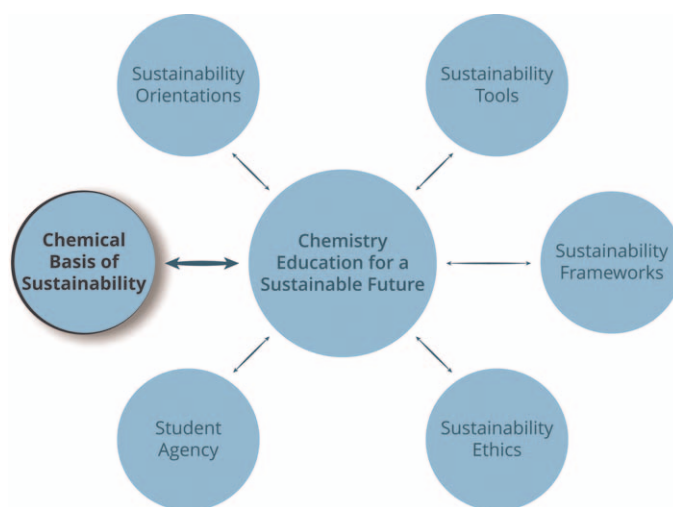 Sustainability
Orientations
Sustainability
Tools
Chemical
Basis of
Sustainability
Chemistry
Education for a
Sustainable Future
Sustainability
Frameworks
Student
Agency
Sustainability
Ethics